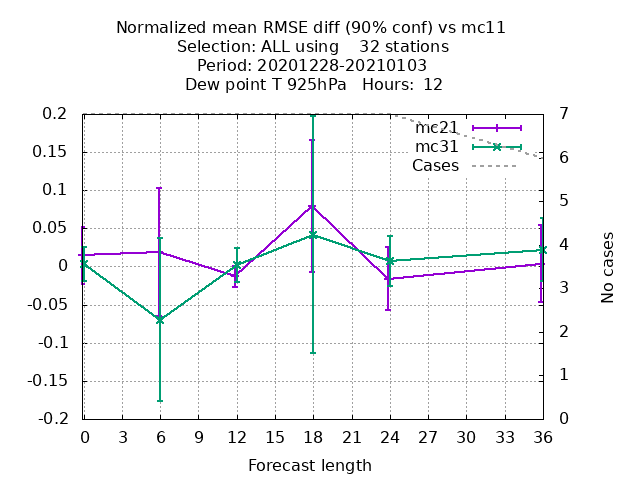 Normalized mean RMSE diff (90% conf) vs mc11
Selection: ALL using    32 stations
Period: 20201228-20210103
Dew point T 925hPa   Hours:  12
0.2
0.15
0.1
0.05
0
-0.05
-0.1
-0.15
-0.2
7
6
5
4
3
2
1
0
mc21
mc31
Cases
No cases
0 3 6 9 12 15 18 21 24 27 30 33 36
Forecast length